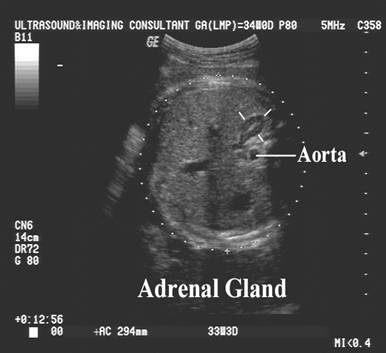 ULTRASOUND&IMAGING CONSULTANT GA(LMP)=34W0D P80 5MHz C358
B11
GE
Aorta
CN6
14cm
DR72
G 80
Adrenal Gland
+0:12:56
00 +AC 294mm 33W3D
MI<0.4